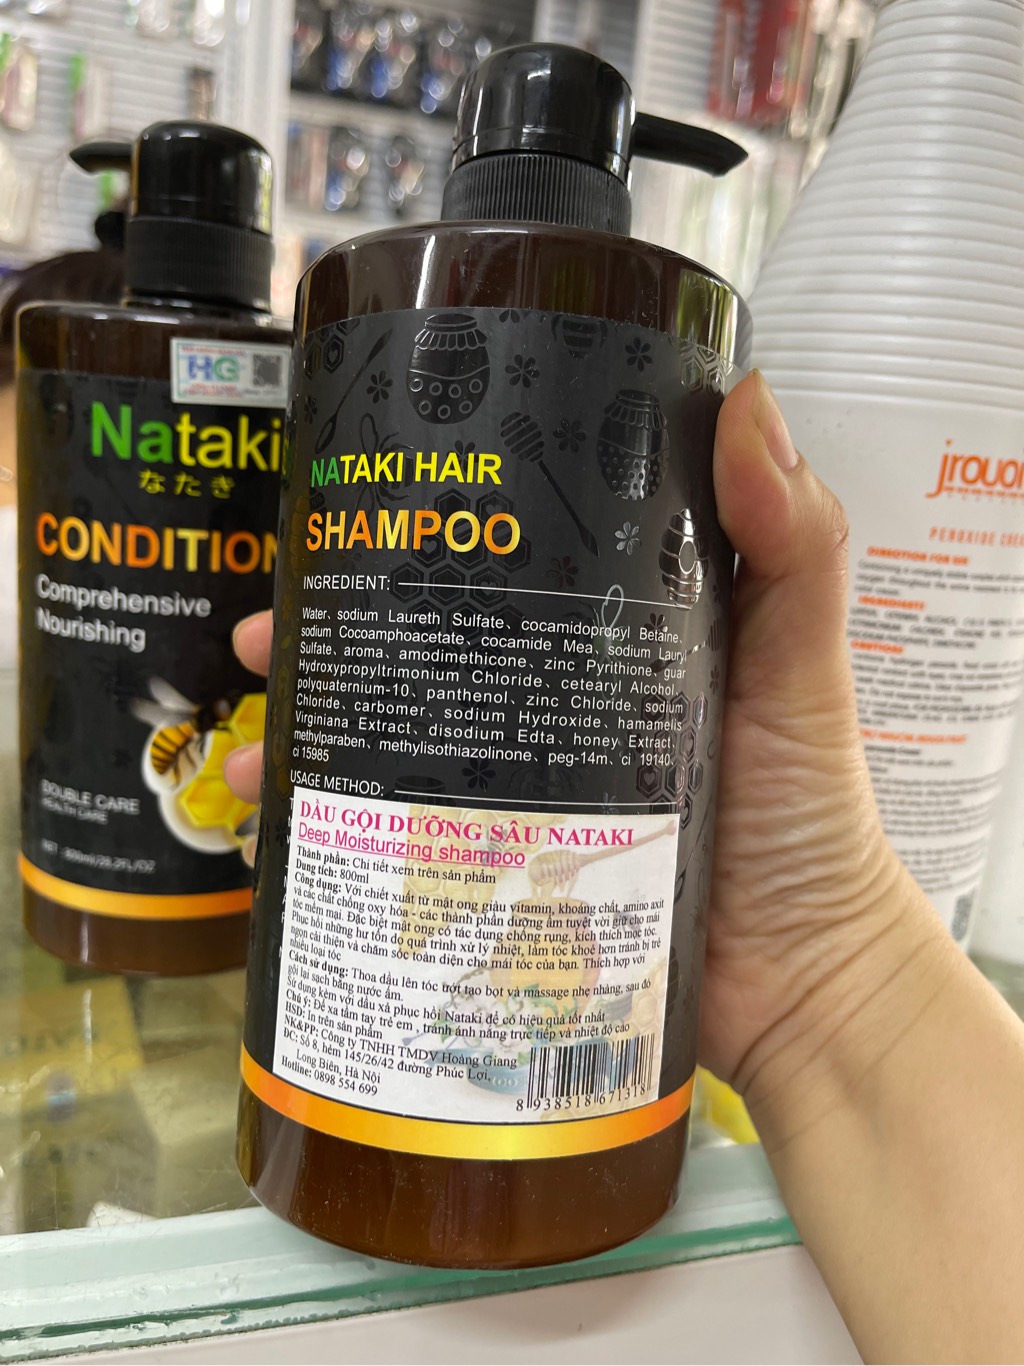 HG
Nataki
なたき
CONDITION
Comprehensive
Nourishing
DOUBLE CARE
HEALTH CARE
NATAKI HAIR
SHAMPOO
INGREDIENT:
Water、sodium Laureth Sulfate、cocamidopropyl Betaine、
sodium Cocoamphoacetate、cocamide Mea、sodium Lauryl
Sulfate、aroma、amodimethicone、zinc Pyrithione、guar
Hydroxypropyltrimonium Chloride、cetearyl Alcohol、
polyquaternium-10、panthenol、zinc Chloride、sodium
Chloride、carbomer、sodium Hydroxide、hamamelis
Virginiana Extract、disodium Edta、honey Extract、
methylparaben、methylisothiazolinone、peg-14m、ci 19140、
ci 15985
USAGE METHOD:
DẦU GỘI DƯỠNG SÂU NATAKI
Deep Moisturizing shampoo
Thành phần: Chi tiết xem trên sản phẩm
Dung tích: 800ml
Công dụng: Với chiết xuất từ mật ong giàu vitamin, khoáng chất, amino axit
và các chất chống oxy hóa - các thành phần dưỡng ẩm tuyệt vời giữ cho mái
tóc mềm mại. Đặc biệt mật ong có tác dụng chống rụng, kích thích mọc tóc.
Phục hồi những hư tổn do quá trình xử lý nhiệt, làm tóc khoẻ hơn tránh bị trẻ
ngọn cải thiện và chăm sóc toàn diện cho mái tóc của bạn. Thích hợp với
nhiều loại tóc
Cách sử dụng: Thoa dầu lên tóc ướt tạo bọt và massage nhẹ nhàng, sau đó
gội lại sạch bằng nước ấm.
Sử dụng kèm với dầu xả phục hồi Nataki để có hiệu quả tốt nhất
Chú ý: Để xa tầm tay trẻ em , tránh ánh nắng trực tiếp và nhiệt độ cao
HSD: In trên sản phẩm
NK&PP: Công ty TNHH TMDV Hoàng Giang
ĐC: Số 8, hẻm 145/26/42 đường Phúc Lợi,
Long Biên, Hà Nội
Hotline: 0898 554 699
8 938518 671318
jrouor
PEROXIDE
DIRECTION FOR USE
INGREDIENTS